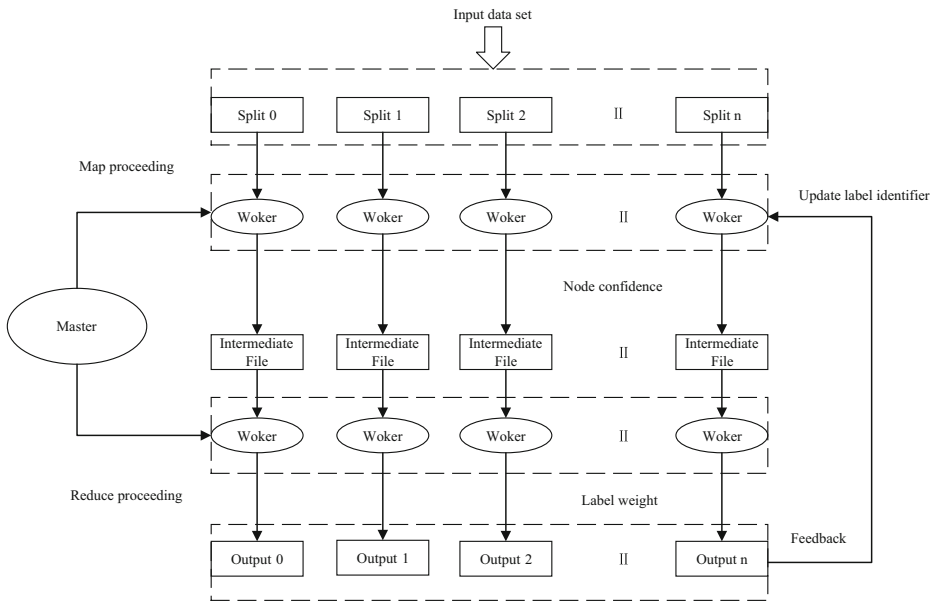 Input data set
Split 0
Split 1
Split 2
II
Split n
Map proceeding
Update label identifier
Woker
Woker
Woker
II
Woker
Node confidence
Master
Intermediate
File
Intermediate
File
Intermediate
File
II
Intermediate
File
Woker
Woker
Woker
II
Woker
Reduce proceeding
Label weight
Feedback
Output 0
Output 1
Output 2
II
Output n